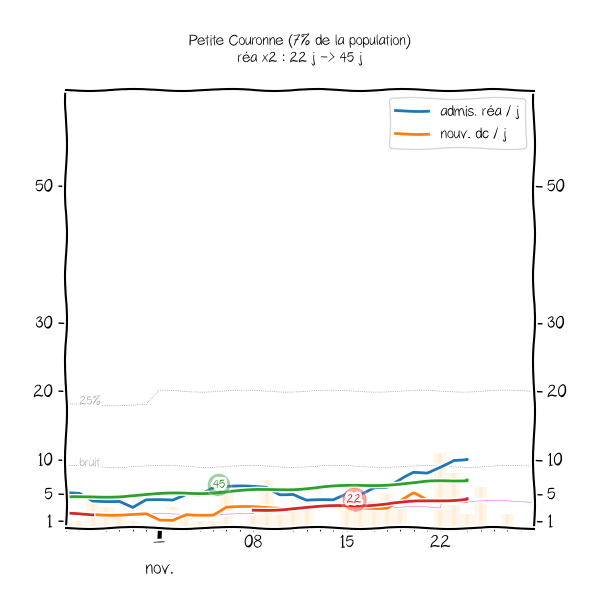 Petite Couronne (7% de la population)
réa x2 : 22 j -> 45 j
admis. réa / j
nouv. dc / j
50 50
30 30
20 20
25%
10 10
bruit
45
5 5
22
1 1
1 08 15 22
nov.